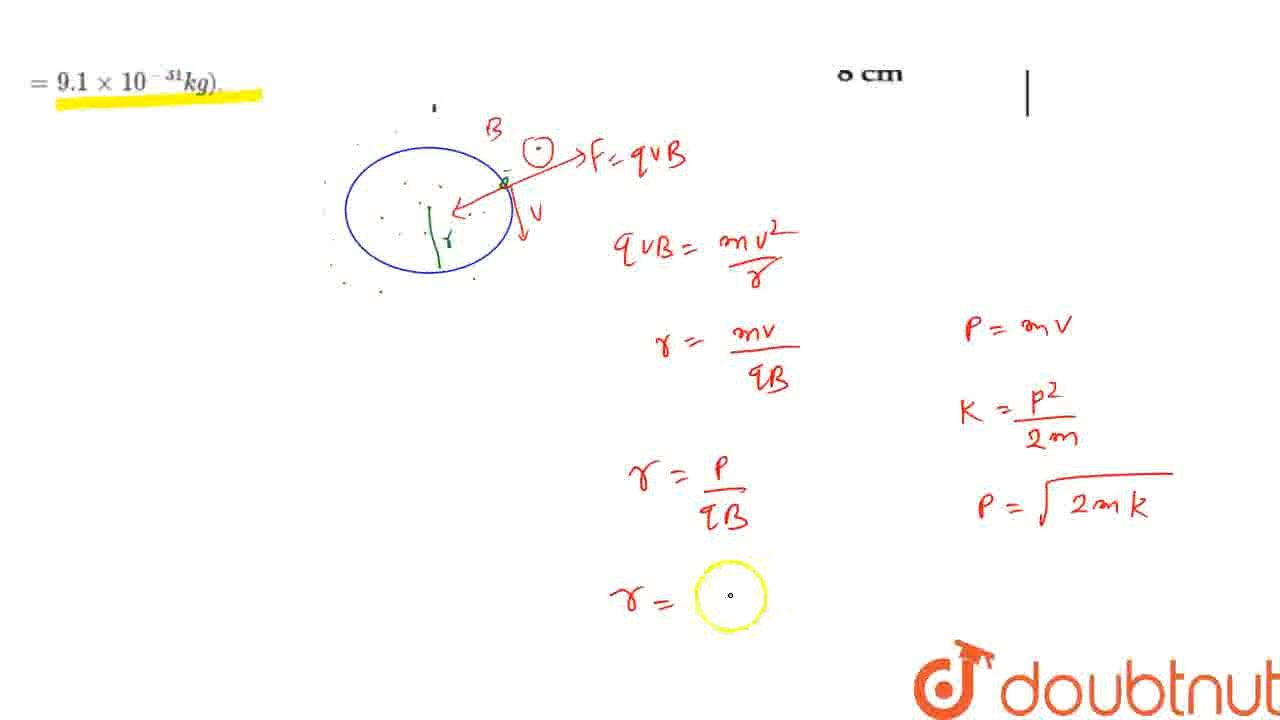 = 9.1 × 10⁻³¹kg).
8 cm
B
F = qvB
v
r
qvB = mv²/r
r = mv/qB
P = mv
K = p²/2m
r = P/qB
P = √2mk
r =
doubtnut